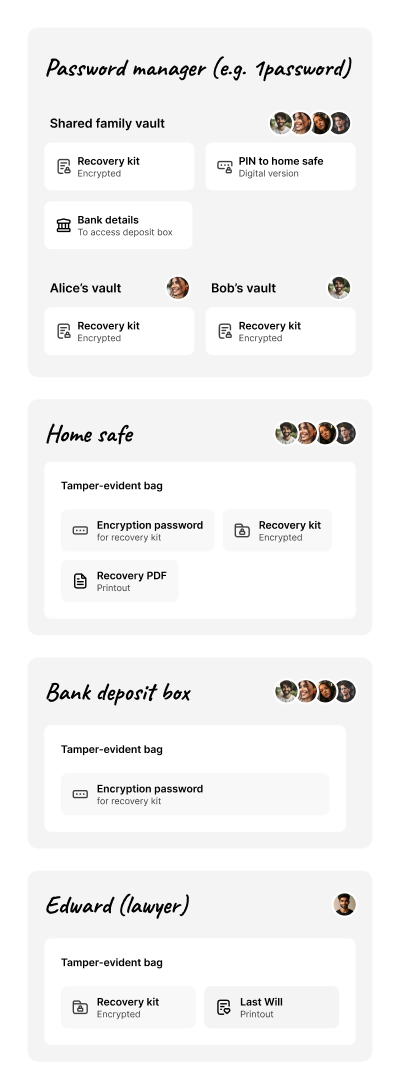 Password manager (e.g. 1password)
Shared family vault
Recovery kit
Encrypted
PIN to home safe
Digital version
Bank details
To access deposit box
Alice’s vault
Recovery kit
Encrypted
Bob’s vault
Recovery kit
Encrypted
Home safe
Tamper-evident bag
Encryption password
for recovery kit
Recovery kit
Encrypted
Recovery PDF
Printout
Bank deposit box
Tamper-evident bag
Encryption password
for recovery kit
Edward (lawyer)
Tamper-evident bag
Recovery kit
Encrypted
Last Will
Printout